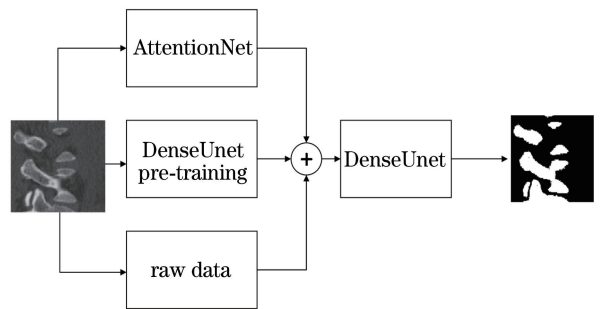 AttentionNet
DenseUnet
pre-training
+
DenseUnet
raw data